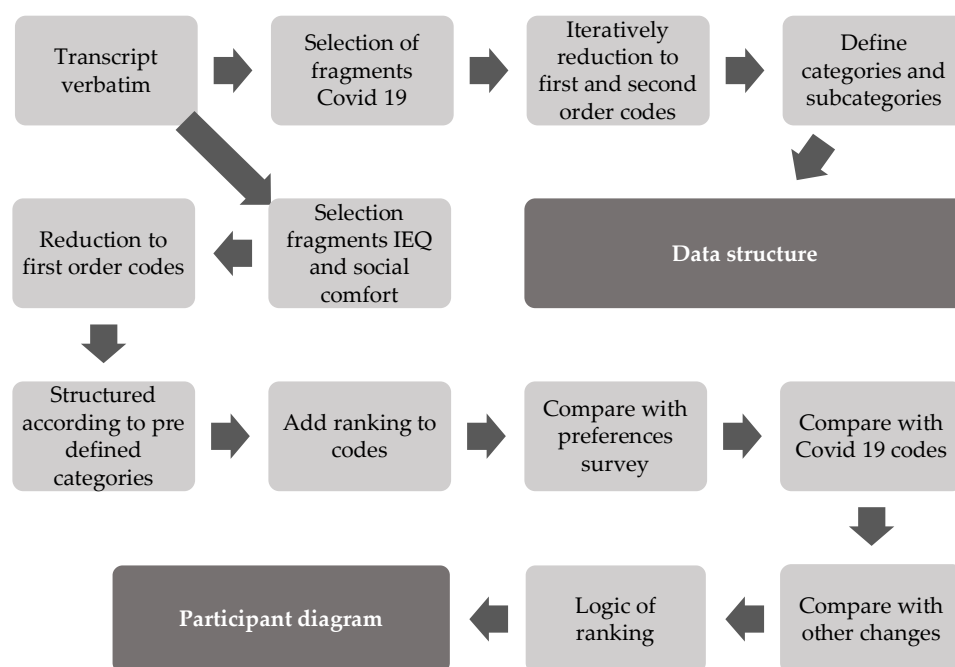 Transcript
verbatim
Selection of
fragments
Covid 19
Iteratively
reduction to
first and second
order codes
Define
categories and
subcategories
Reduction to
first order codes
Selection
fragments IEQ
and social
comfort
Data structure
Structured
according to pre
defined
categories
Add ranking to
codes
Compare with
preferences
survey
Compare with
Covid 19 codes
Participant diagram
Logic of
ranking
Compare with
other changes